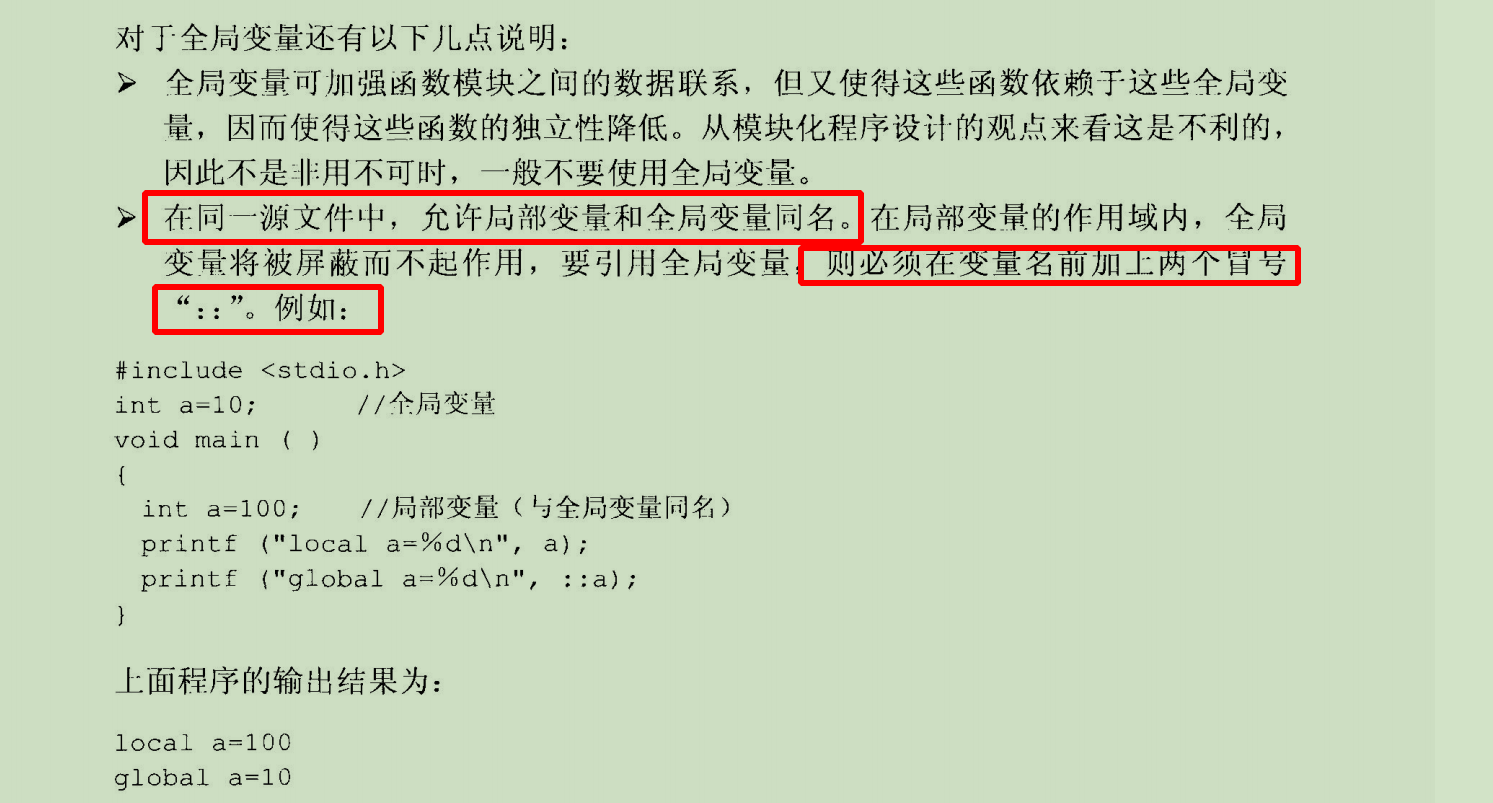 对于全局变量还有以下几点说明：
➢ 全局变量可加强函数模块之间的数据联系，但又使得这些函数依赖于这些全局变
量，因而使得这些函数的独立性降低。从模块化程序设计的观点来看这是不利的，
因此不是非用不可时，一般不要使用全局变量。
➢ 在同一源文件中，允许局部变量和全局变量同名。在局部变量的作用域内，全局
变量将被屏蔽而不起作用，要引用全局变量，则必须在变量名前加上两个冒号
“::”。例如：
#include <stdio.h>
int a=10; //全局变量
void main ( )
{
int a=100; //局部变量（与全局变量同名）
printf ("local a=%d\n", a);
printf ("global a=%d\n", ::a);
}
上面程序的输出结果为：
local a=100
global a=10